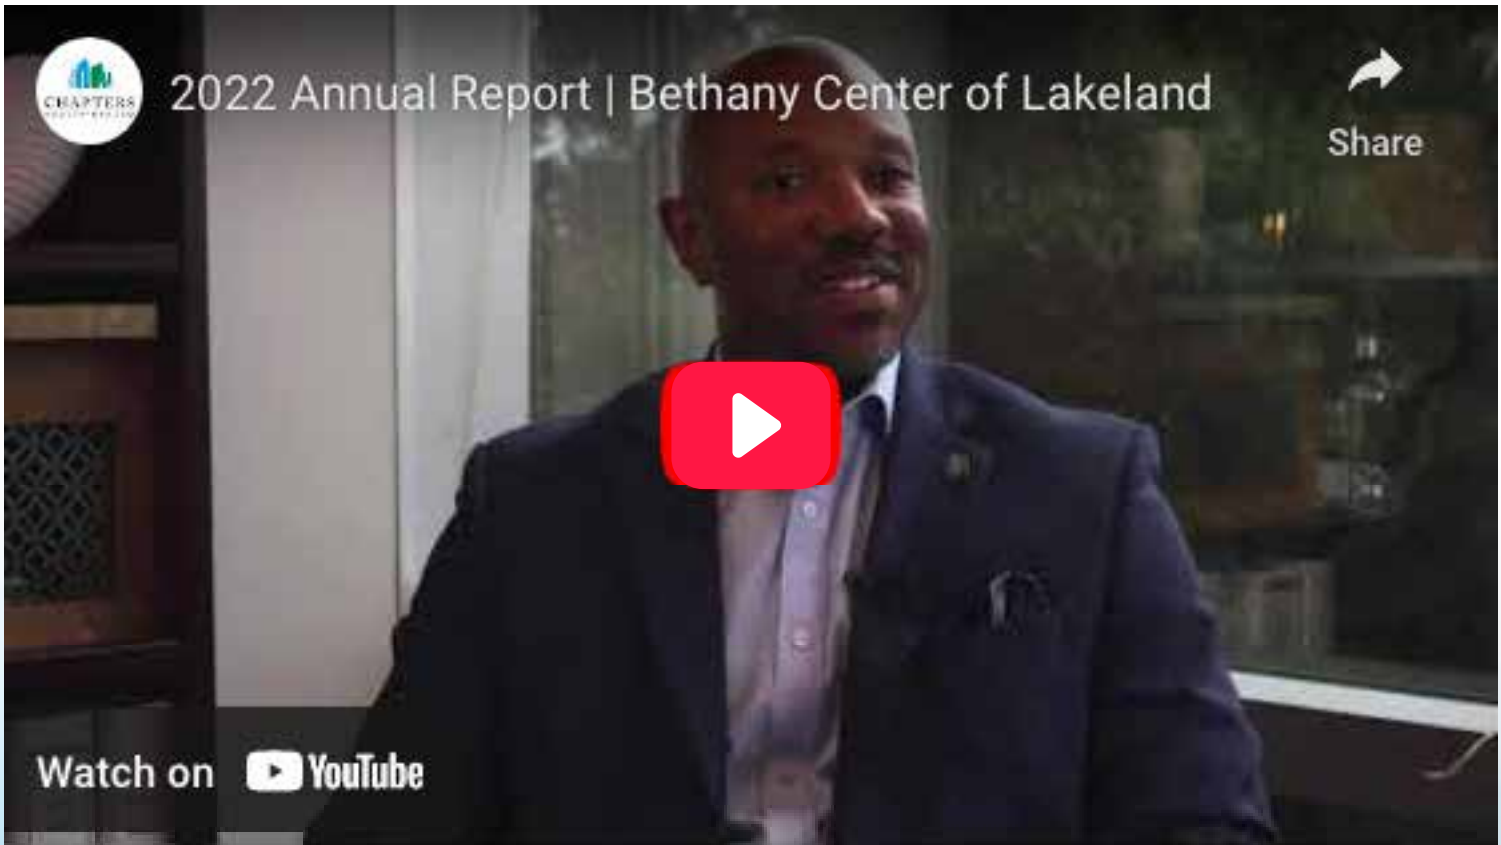 CHAPTERS
2022 Annual Report | Bethany Center of Lakeland
Share
Watch on YouTube